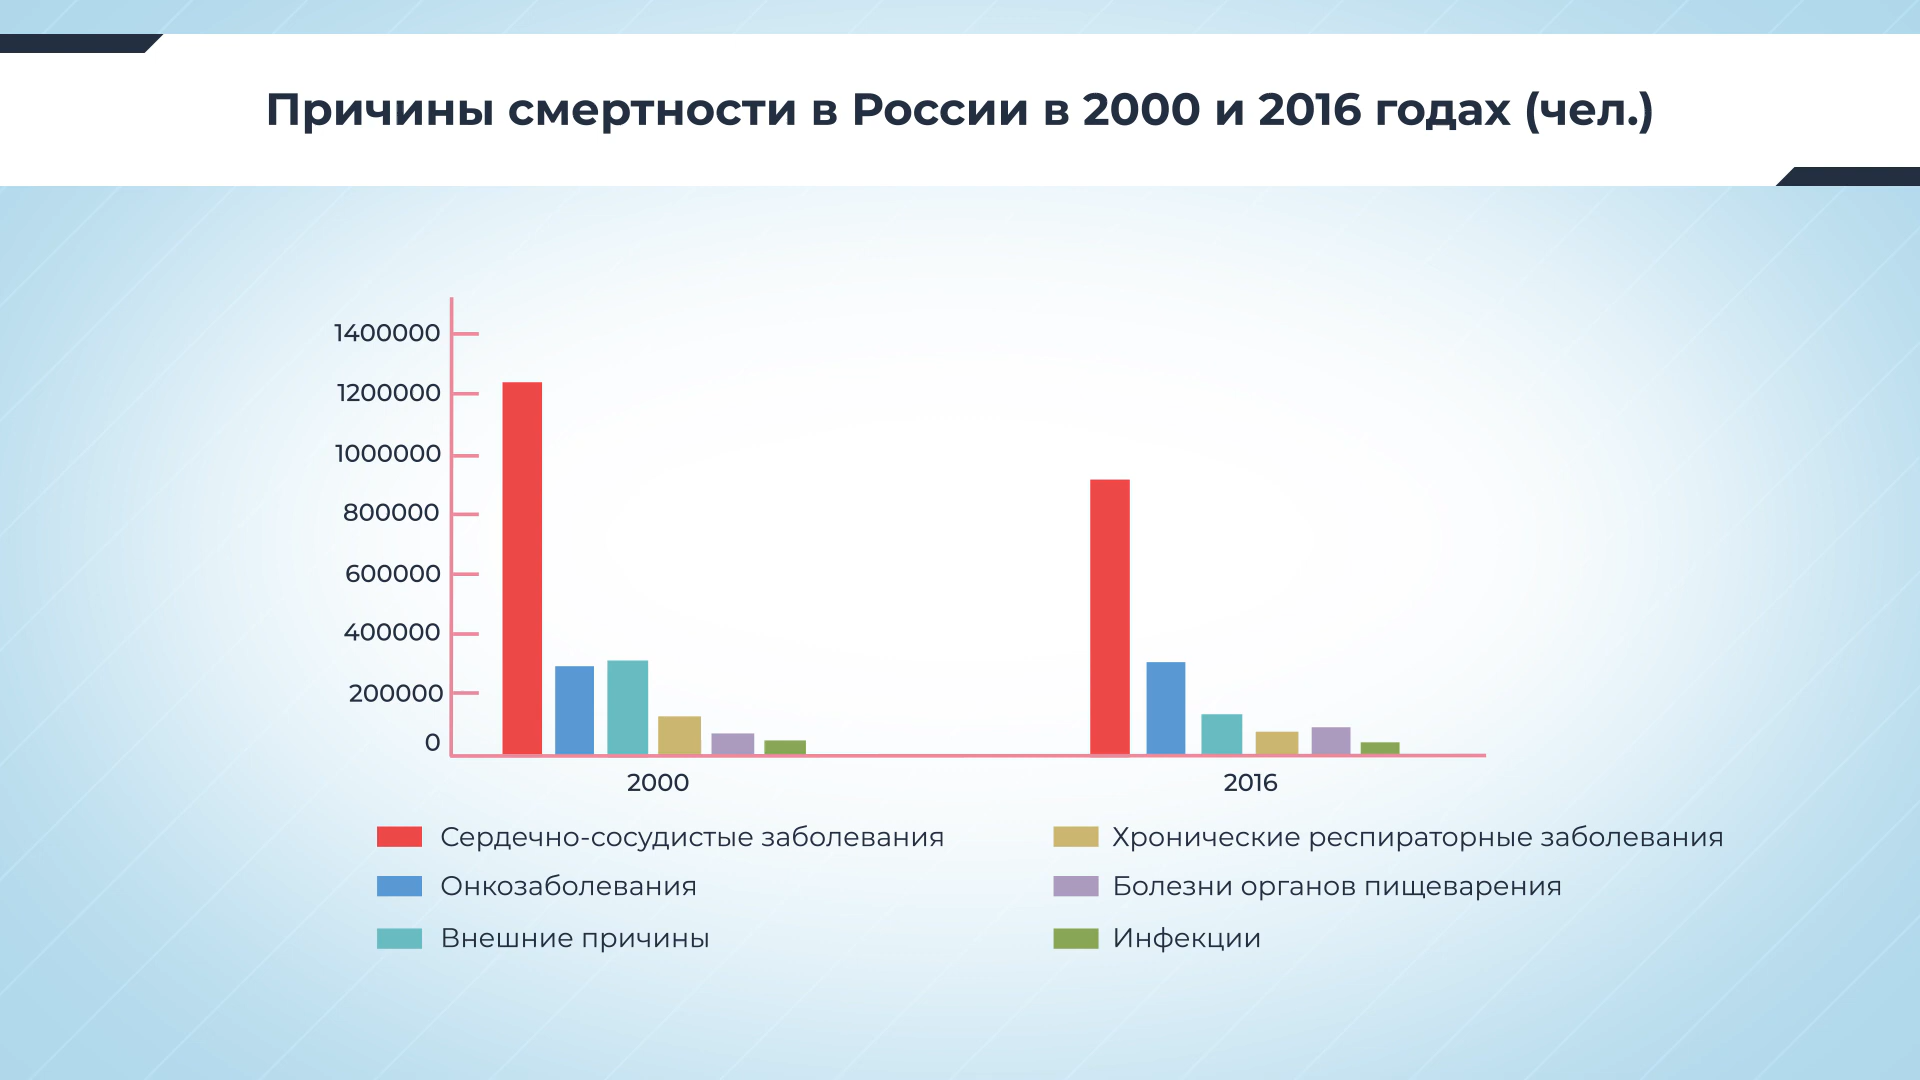 Причины смертности в России в 2000 и 2016 годах (чел.)
1400000
1200000
1000000
800000
600000
400000
200000
0
2000
2016
Сердечно-сосудистые заболевания
Онкозаболевания
Внешние причины
Хронические респираторные заболевания
Болезни органов пищеварения
Инфекции